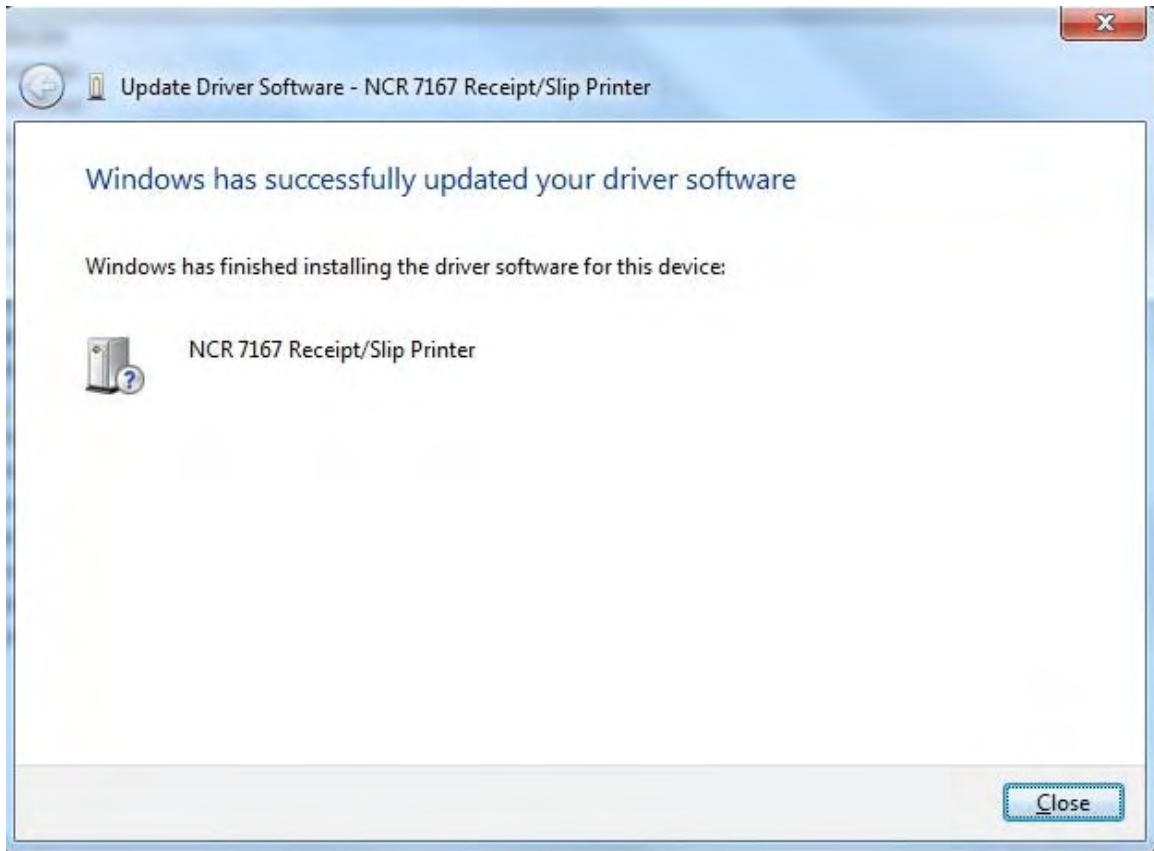 Update Driver Software - NCR 7167 Receipt/Slip Printer
Windows has successfully updated your driver software
Windows has finished installing the driver software for this device:
NCR 7167 Receipt/Slip Printer
Close